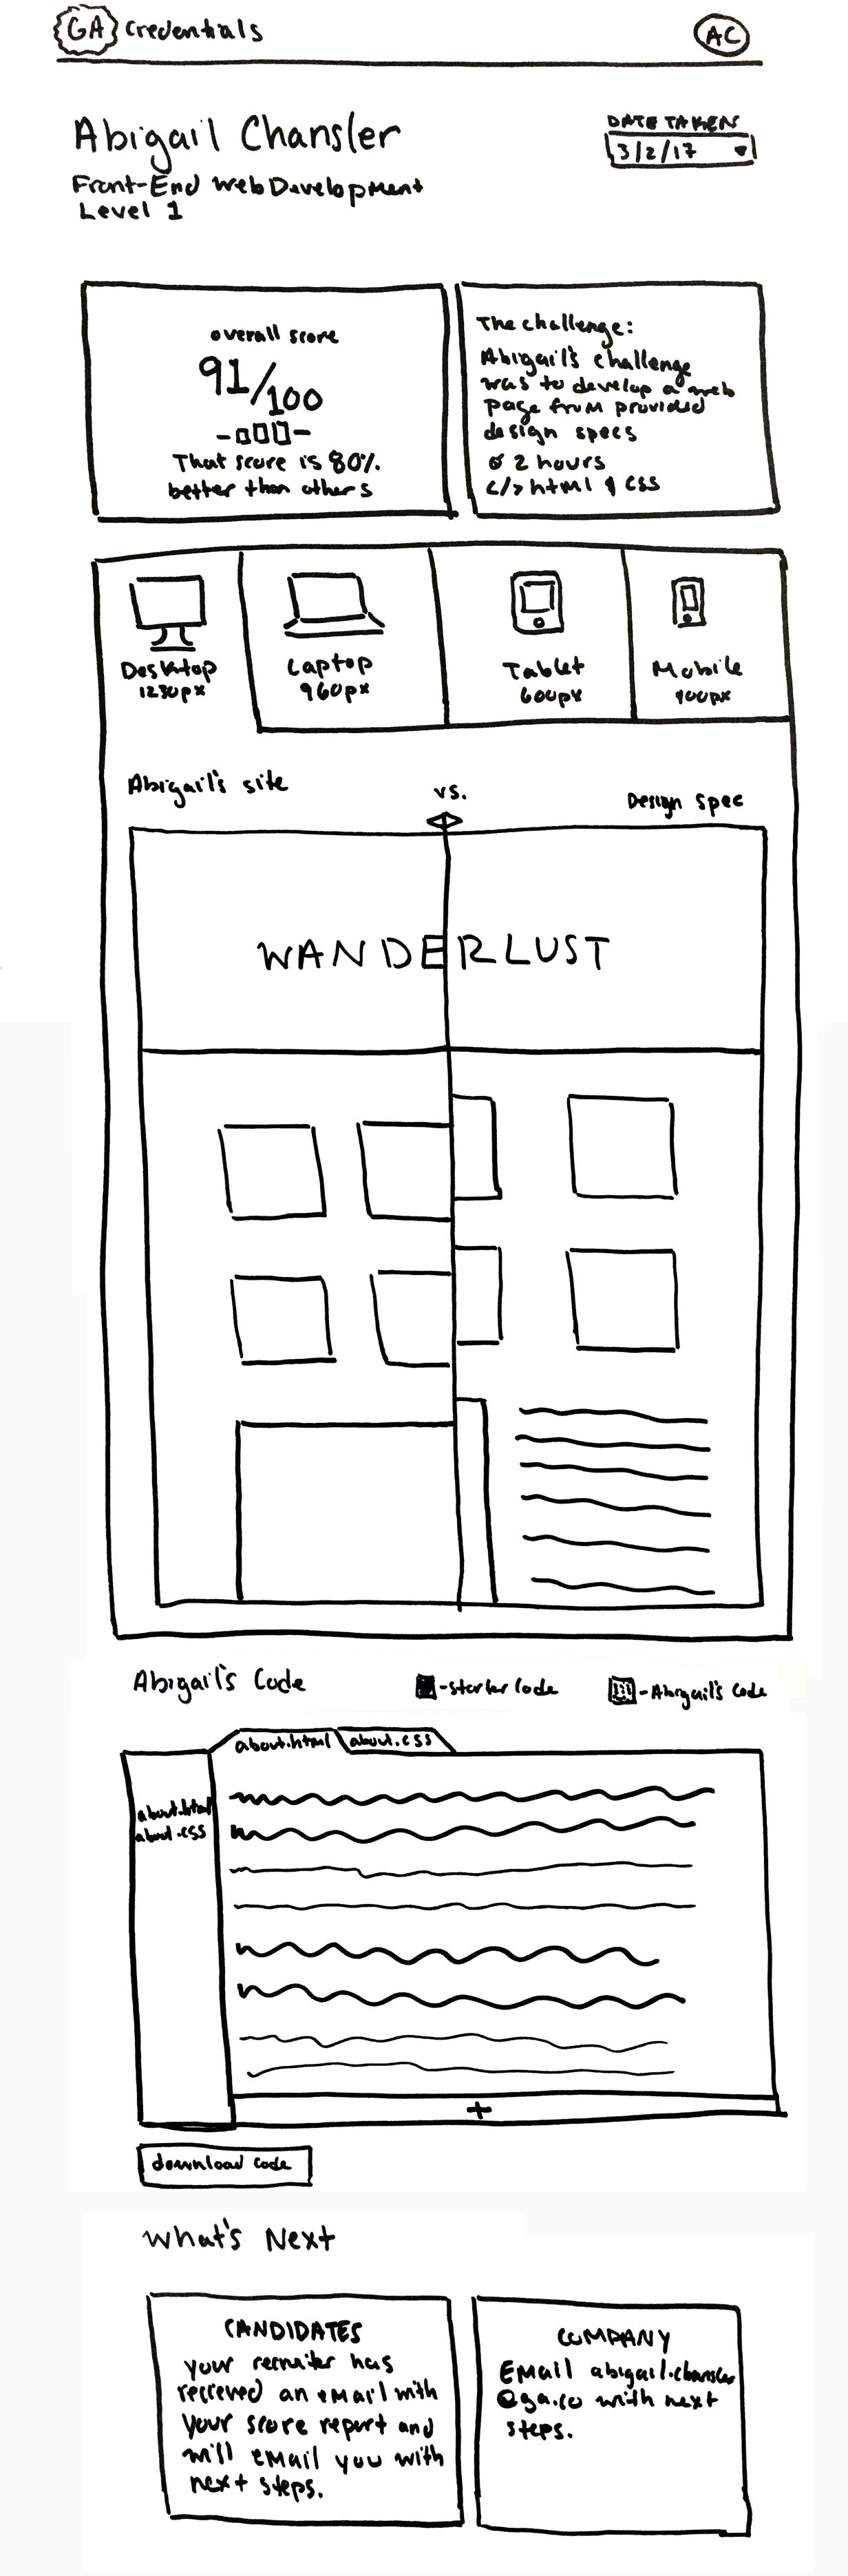 GA Credentials
AC
Abigail Chansler
Front-End Web Development
Level 1
DATE TAKEN
3/2/17
overall score
91/100
That score is 80%
better than others
The challenge:
Abigail's challenge
was to develop a web
page from provided
design specs
2 hours
</> html & CSS
Desktop
1230px
Laptop
960px
Tablet
600px
Mobile
400px
Abigail's site
vs.
Design Spec
WANDERLUST
Abigail's Code
-starter code
-Abigail's Code
about.html
about.css
about.html
about.css
+
download code
What's Next
CANDIDATES
your recruiter has
recieved an email with
your score report and
will email you with
next steps.
COMPANY
Email abigail.chansler
@ga.co with next
steps.